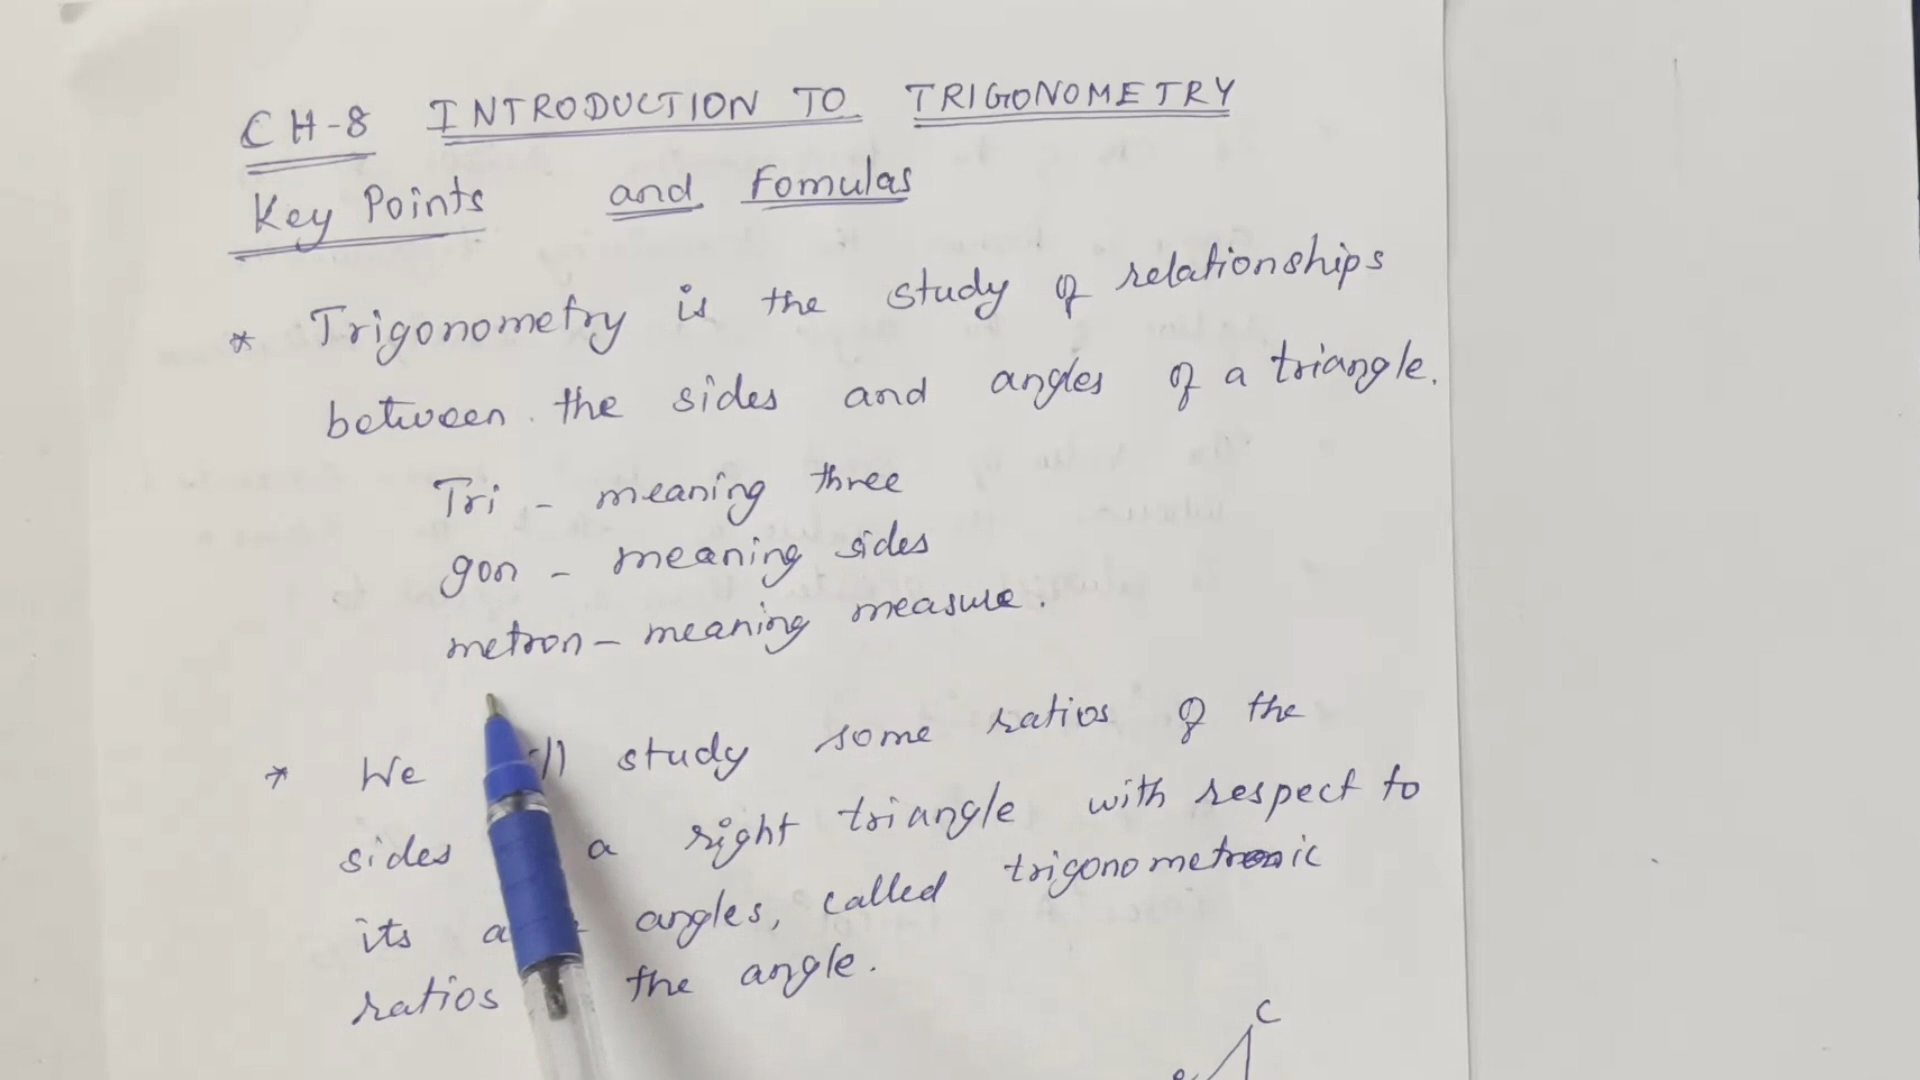 CH-8 INTRODUCTION TO TRIGONOMETRY
Key Points and Fomulas
* Trigonometry is the study of relationships
between the sides and angles of a triangle.
Tri - meaning three
gon - meaning sides
metron - meaning measure.
* We study some ratios of the
sides a right triangle with respect to
its angles, called trigonometric
ratios the angle.
C